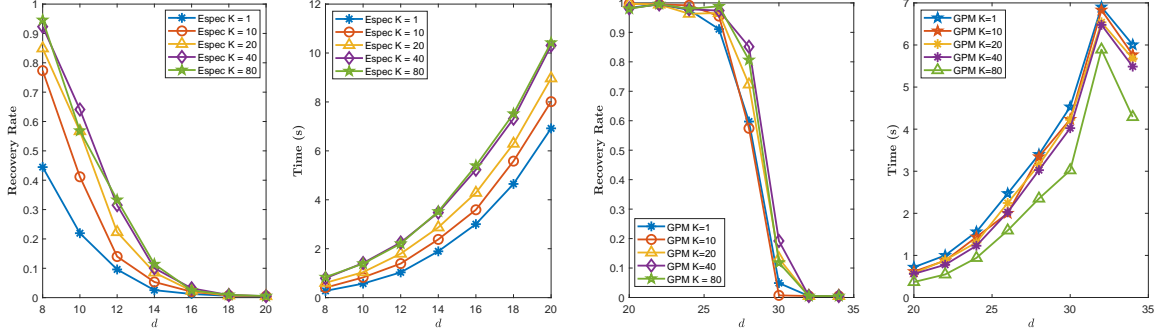 Recovery Rate
1
0.9
0.8
0.7
0.6
0.5
0.4
0.3
0.2
0.1
0
Espec K = 1
Espec K = 10
Espec K = 20
Espec K = 40
Espec K = 80
8 10 12 14 16 18 20
d
Time (s)
12
10
8
6
4
2
0
Espec K = 1
Espec K = 10
Espec K = 20
Espec K = 40
Espec K = 80
8 10 12 14 16 18 20
d
Recovery Rate
1
0.9
0.8
0.7
0.6
0.5
0.4
0.3
0.2
0.1
0
GPM K=1
GPM K=10
GPM K=20
GPM K=40
GPM K = 80
20 25 30 35
d
Time (s)
7
6
5
4
3
2
1
0
GPM K=1
GPM K=10
GPM K=20
GPM K=40
GPM K=80
20 25 30 35
d